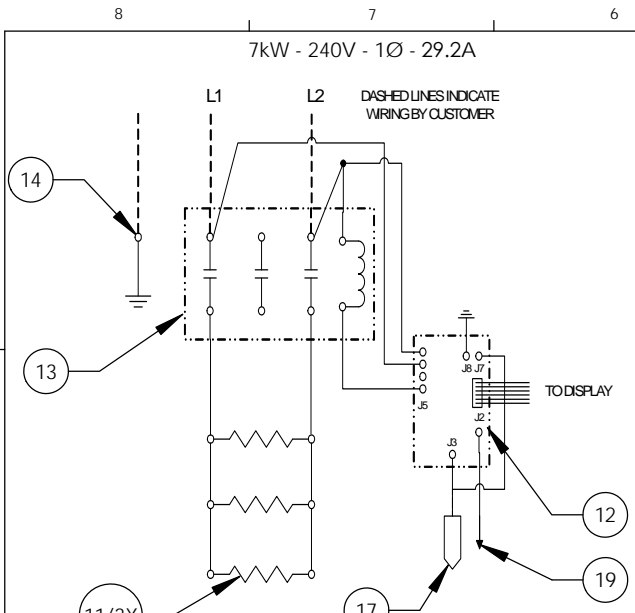 8 7 6
7kW - 240V - 1Ø - 29.2A
L1 L2 DASHED LINES INDICATE
WIRING BY CUSTOMER
14
13
J8 J7
TO DISPLAY
J5
J2
J3
12
19
17